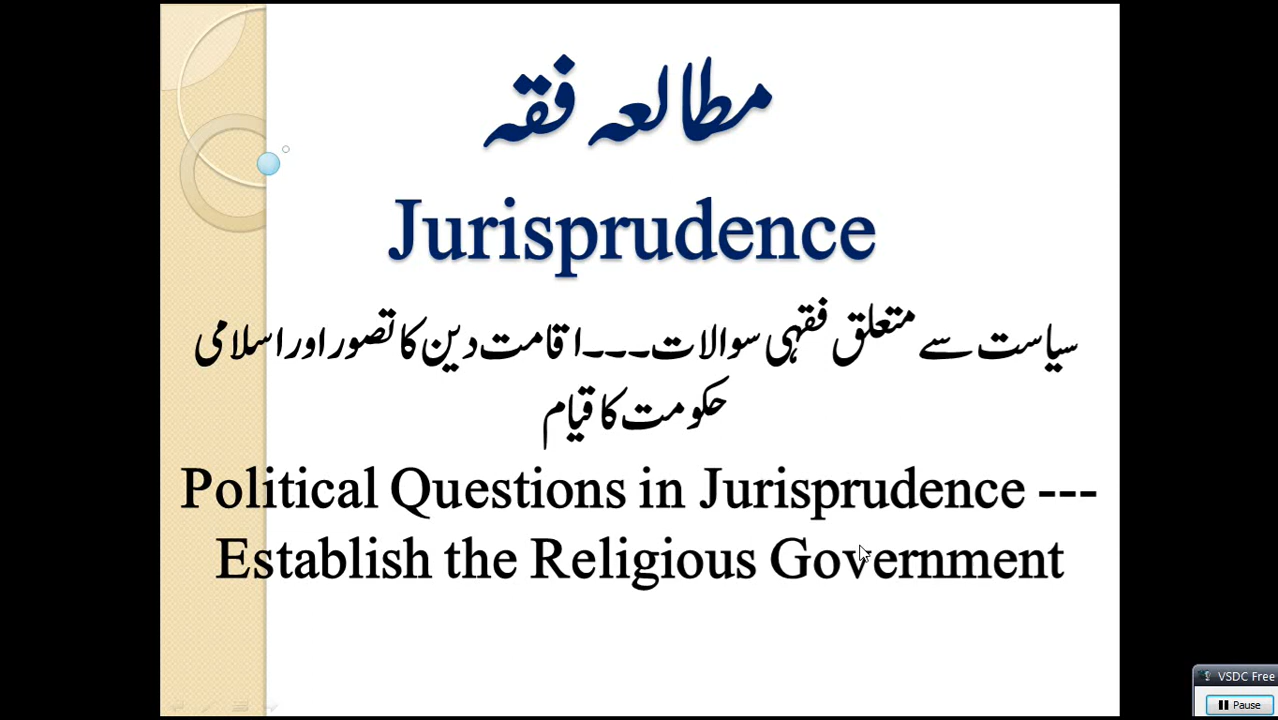 مطالعہ فقہ
Jurisprudence
سیاست سے متعلق فقہی سوالات۔۔۔اقامت دین کا تصور اور اسلامی
حکومت کا قیام
Political Questions in Jurisprudence ---
Establish the Religious Government
VSDC Free
Pause